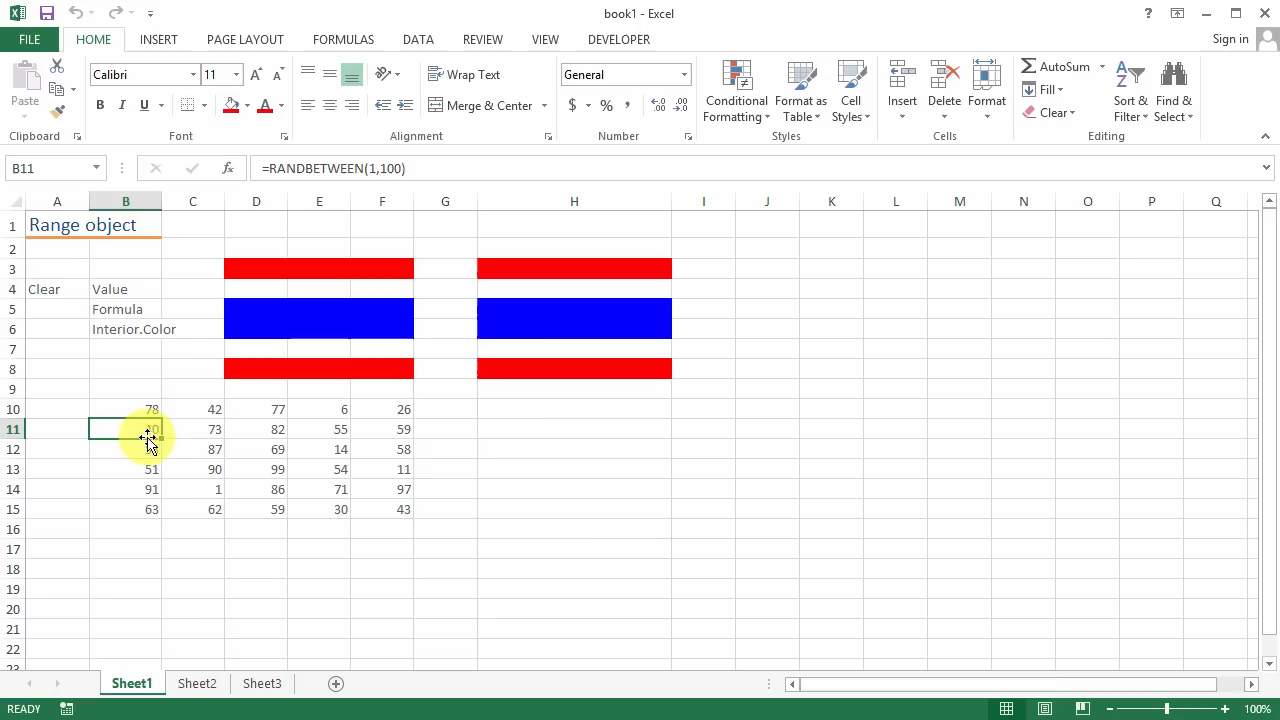 book1 - Excel
FILE HOME INSERT PAGE LAYOUT FORMULAS DATA REVIEW VIEW DEVELOPER Sign in
Calibri 11 Wrap Text General AutoSum
Paste B I U Merge & Center $ % Conditional Formatting Format as Table Cell Styles Insert Delete Format Fill Clear Sort & Filter Find & Select
Clipboard Font Alignment Number Styles Cells Editing
B11 fx =RANDBETWEEN(1,100)
A B C D E F G H I J K L M N O P Q
1 Range object
2
3
4 Clear Value
5 Formula
6 Interior.Color
7
8
9
10 78 42 77 6 26
11 73 82 55 59
12 87 69 14 58
13 51 90 99 54 11
14 91 1 86 71 97
15 63 62 59 30 43
16
17
18
19
20
21
22
23
Sheet1 Sheet2 Sheet3
READY 100%